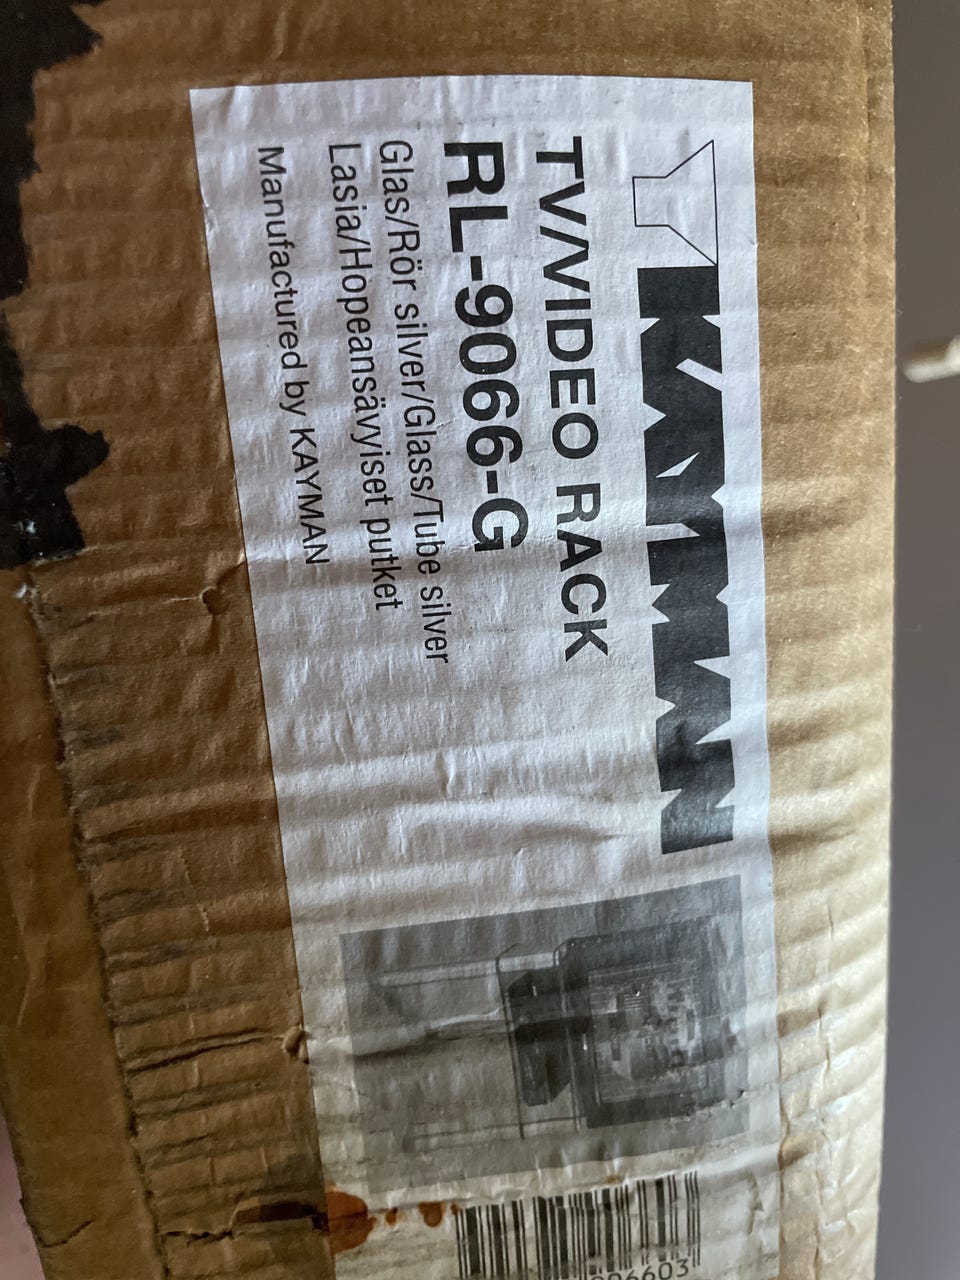 KAYMAN
TV/VIDEO RACK
RL-9066-G
Glas/Rör silver/Glass/Tube silver
Lasia/Hopeansävyiset putket
Manufactured by KAYMAN